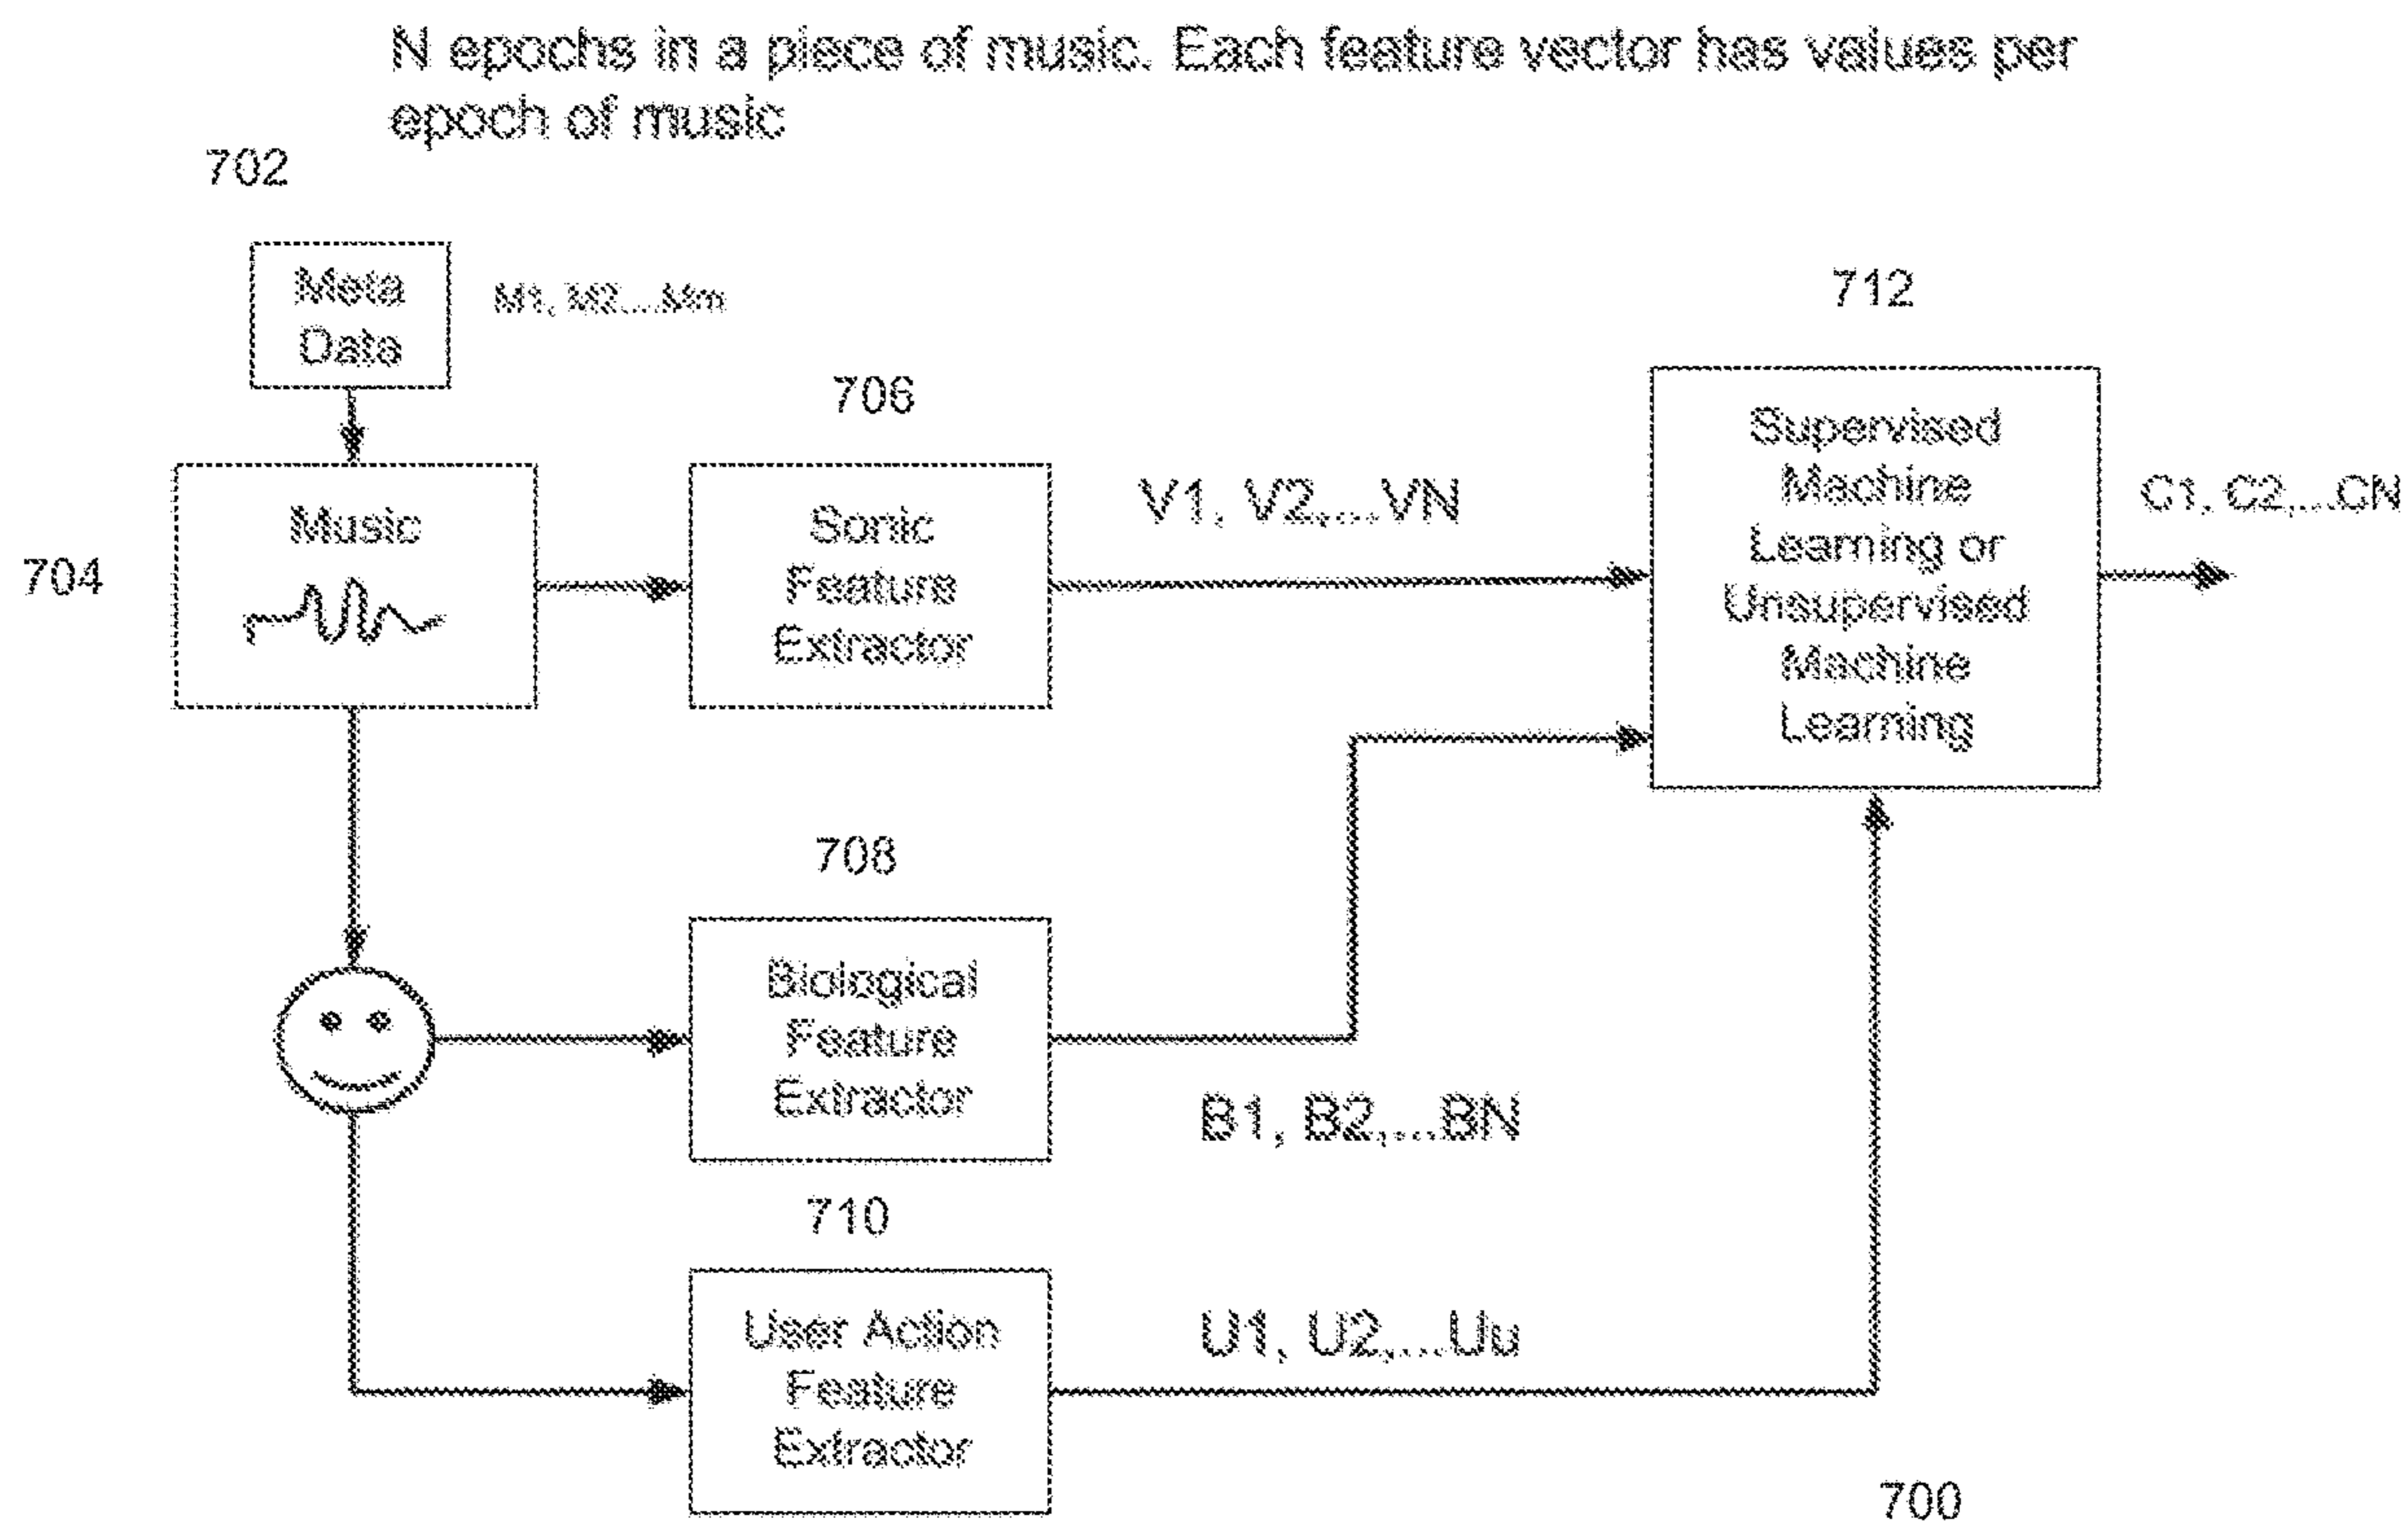 N epochs in a piece of music. Each feature vector has values per
epoch of music
702
Meta
Data
M1, M2,...Mm
704
Music
706
Sonic
Feature
Extractor
V1, V2,...VN
712
Supervised
Machine
Learning or
Unsupervised
Machine
Learning
C1, C2,...CN
708
Biological
Feature
Extractor
B1, B2,...BN
710
User Action
Feature
Extractor
U1, U2,...Uu
700